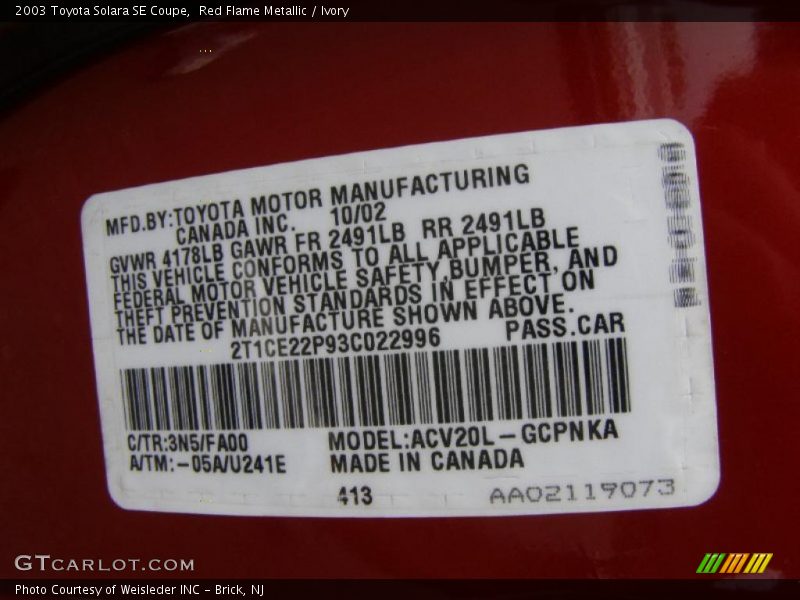 2003 Toyota Solara SE Coupe,  Red Flame Metallic / Ivory
MFD.BY:TOYOTA MOTOR MANUFACTURING
CANADA INC.   10/02
GVWR 4178LB GAWR FR 2491LB  RR 2491LB
THIS VEHICLE CONFORMS TO ALL APPLICABLE
FEDERAL MOTOR VEHICLE SAFETY,BUMPER, AND
THEFT PREVENTION STANDARDS IN EFFECT ON
THE DATE OF MANUFACTURE SHOWN ABOVE.
2T1CE22P93C022996   PASS.CAR
C/TR:3N5/FA00   MODEL:ACV20L-GCPNKA
A/TM:-05A/U241E   MADE IN CANADA
413   AA02119073
GTCARLOT.COM
Photo Courtesy of Weisleder INC - Brick, NJ